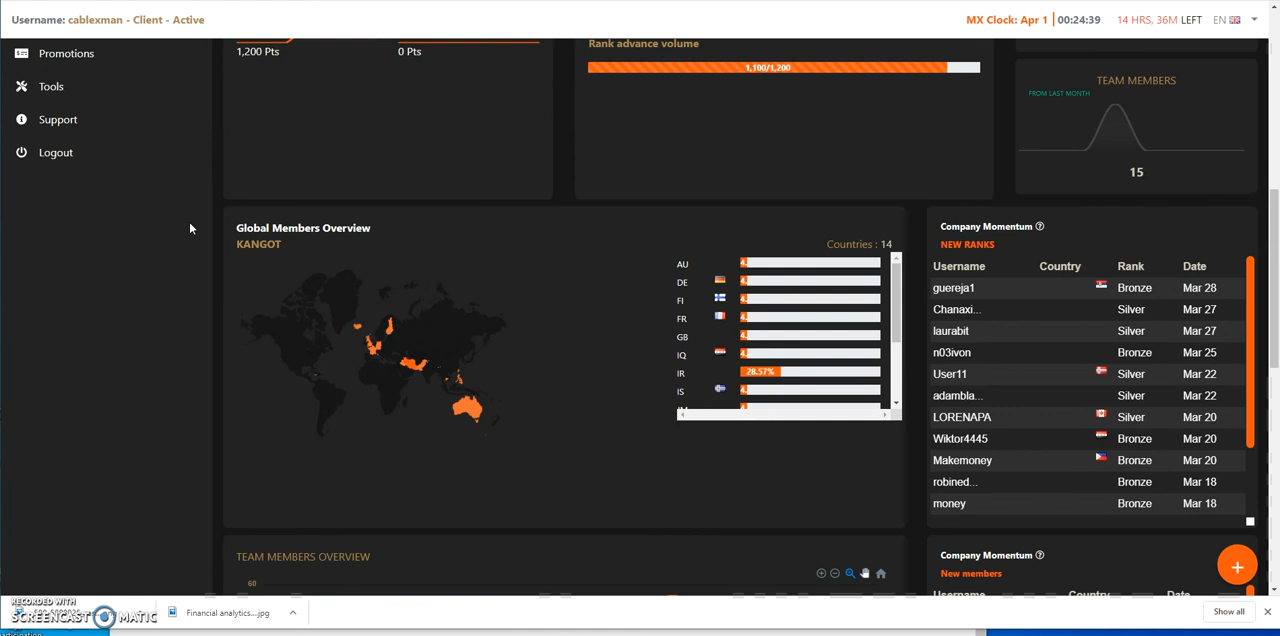 Username: cablexman - Client - Active
MX Clock: Apr 1 00:24:39 14 HRS, 36M LEFT EN
Promotions
Tools
Support
Logout
1,200 Pts 0 Pts
Rank advance volume
1,100/1,200
TEAM MEMBERS
FROM LAST MONTH
15
Global Members Overview
KANGOT
Countries : 14
AU
DE
FI
FR
GB
IQ
IR 28.57%
IS
Company Momentum
NEW RANKS
Username Country Rank Date
guereja1 Bronze Mar 28
Chanaxi... Silver Mar 27
laurabit Silver Mar 27
n03ivon Bronze Mar 25
User11 Silver Mar 22
adambla... Silver Mar 22
LORENAPA Silver Mar 20
Wiktor4445 Bronze Mar 20
Makemoney Bronze Mar 20
robined... Bronze Mar 18
money Bronze Mar 18
TEAM MEMBERS OVERVIEW
60
Company Momentum
New members
Username Country Date
RECORDED WITH
SCREENCAST MATIC
Financial analytics....jpg
Show all